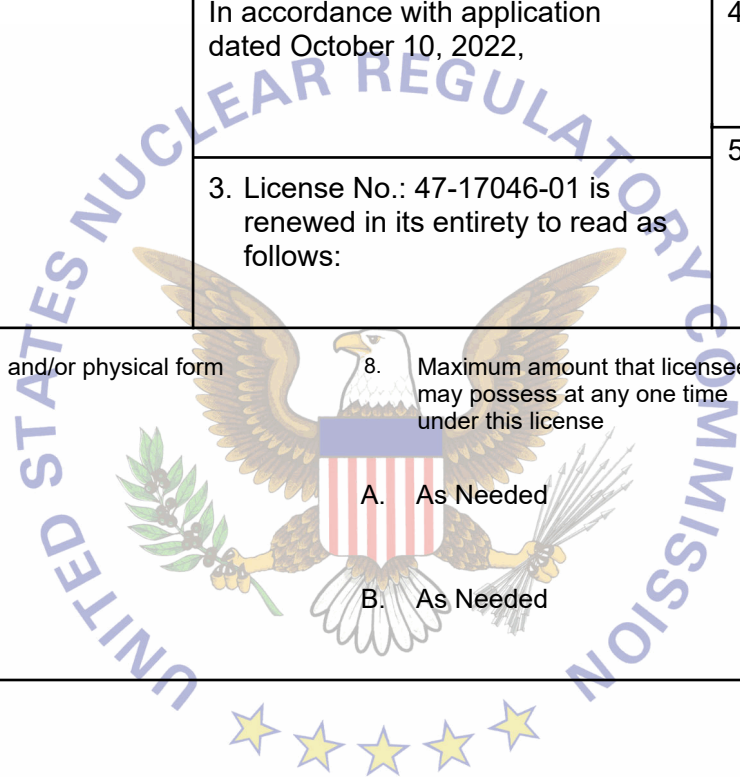 In accordance with application
dated October 10, 2022,
4
5
3. License No.: 47-17046-01 is
renewed in its entirety to read as
follows:
and/or physical form
8. Maximum amount that licensee
may possess at any one time
under this license
A. As Needed
B. As Needed
UNITED STATES NUCLEAR REGULATORY COMMISSION